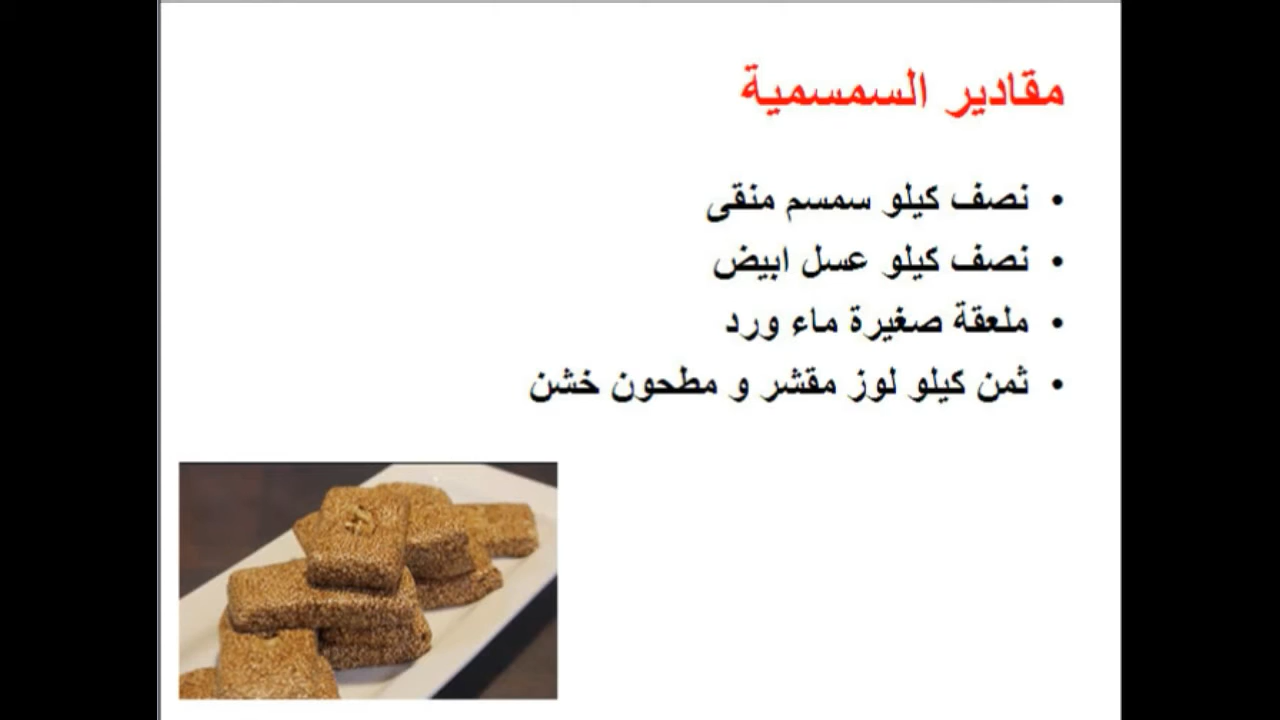 مقادير السمسمية
• نصف كيلو سمسم منقى
• نصف كيلو عسل ابيض
• ملعقة صغيرة ماء ورد
• ثمن كيلو لوز مقشر و مطحون خشن